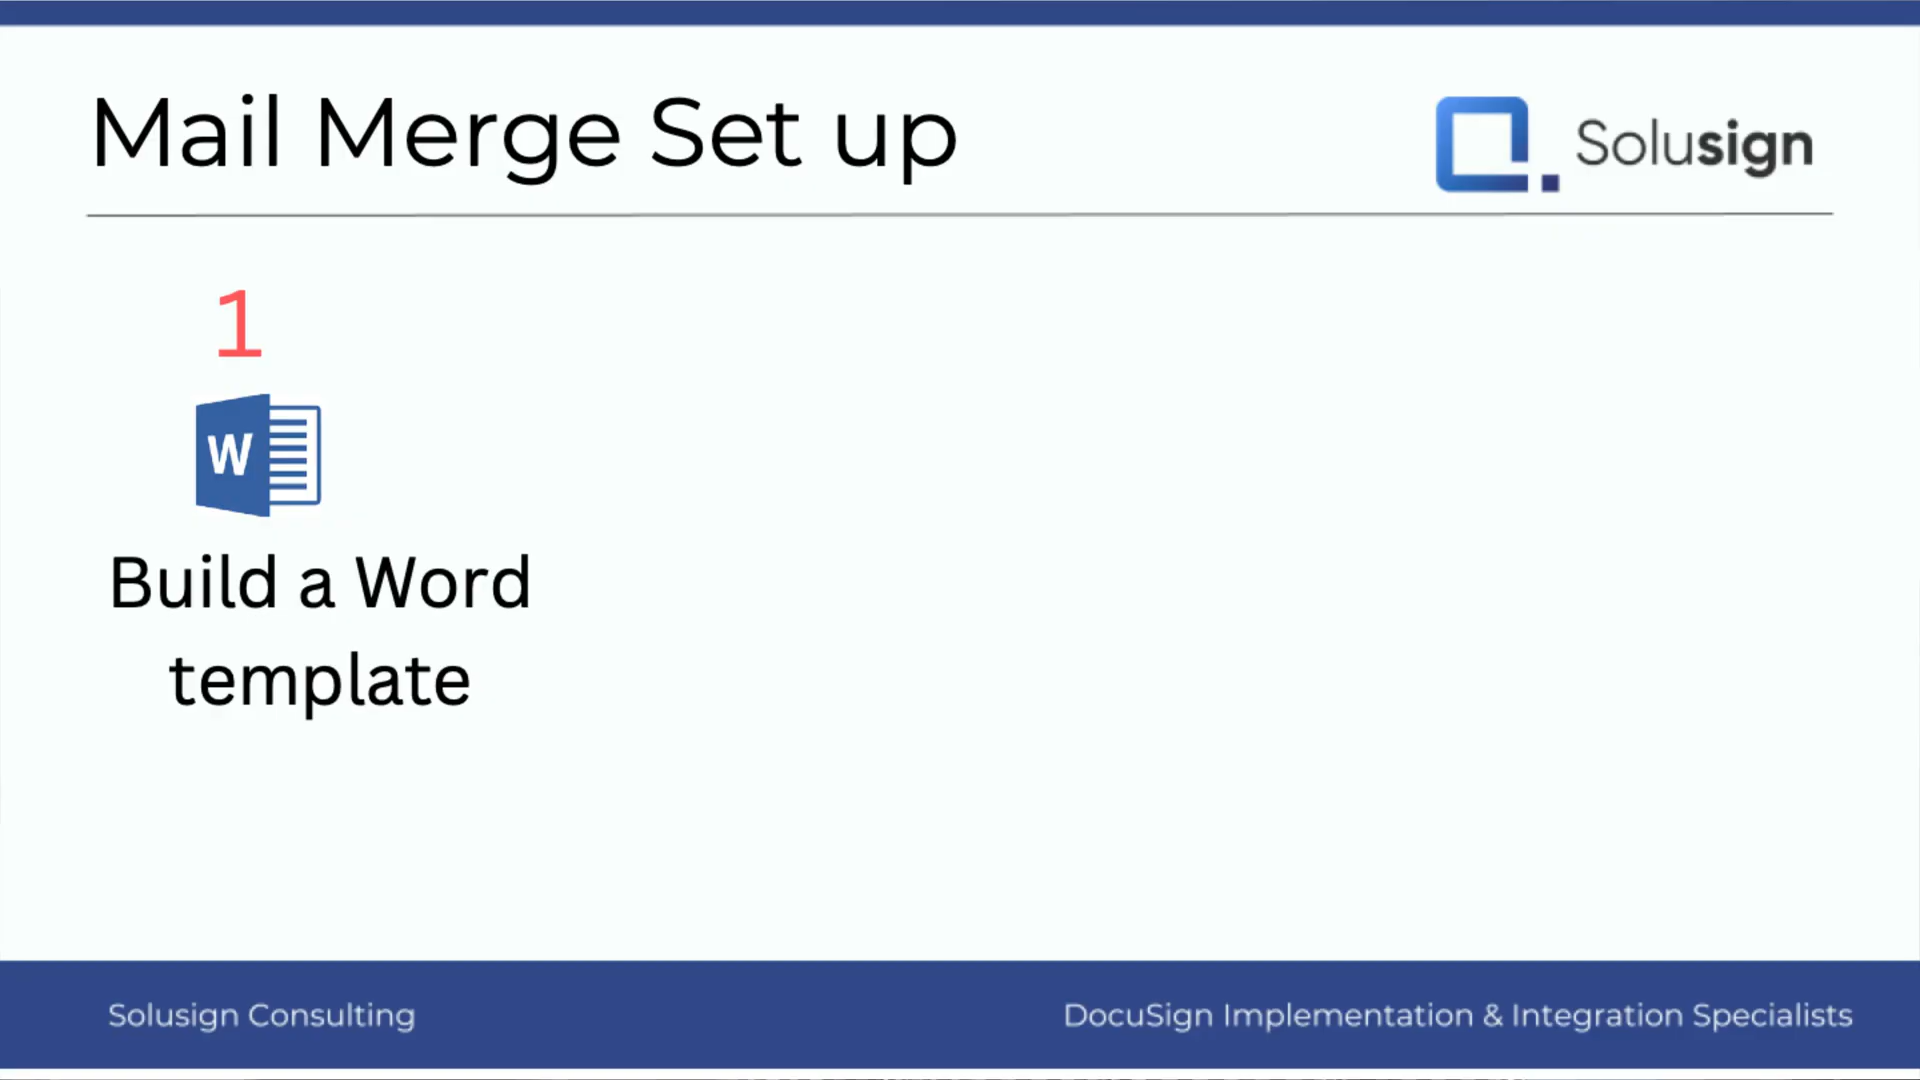 Mail Merge Set up
Solusign
1
W
Build a Word
template
Solusign Consulting
DocuSign Implementation & Integration Specialists